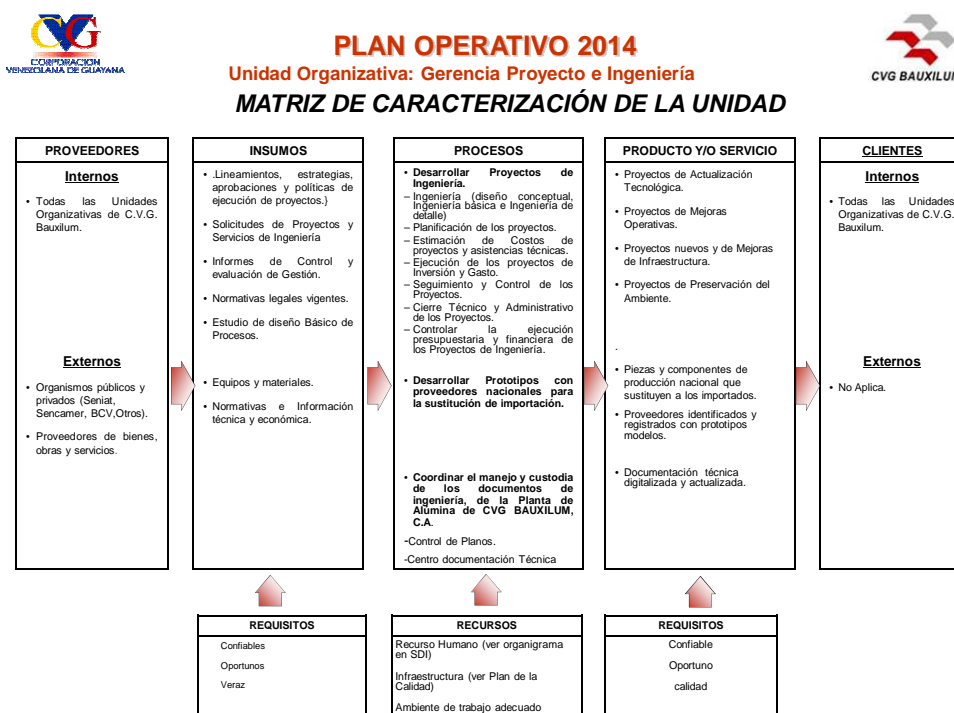 CVG
CORPORACION
VENEZOLANA DE GUAYANA
PLAN OPERATIVO 2014
Unidad Organizativa: Gerencia Proyecto e Ingeniería
MATRIZ DE CARACTERIZACIÓN DE LA UNIDAD
CVG BAUXILUM
PROVEEDORES
Internos
• Todas las Unidades
Organizativas de C.V.G.
Bauxilum.
Externos
• Organismos públicos y
privados (Seniat,
Sencamer, BCV,Otros).
• Proveedores de bienes,
obras y servicios.
INSUMOS
• .Lineamientos, estrategias,
aprobaciones y políticas de
ejecución de proyectos.}
• Solicitudes de Proyectos y
Servicios de Ingeniería
• Informes de Control y
evaluación de Gestión.
• Normativas legales vigentes.
• Estudio de diseño Básico de
Procesos.
• Equipos y materiales.
• Normativas e Información
técnica y económica.
PROCESOS
• Desarrollar Proyectos de
Ingeniería.
– Ingeniería (diseño conceptual,
Ingeniería básica e Ingeniería de
detalle)
– Planificación de los proyectos.
– Estimación de Costos de
proyectos y asistencias técnicas.
– Ejecución de los proyectos de
Inversión y Gasto.
– Seguimiento y Control de los
Proyectos.
– Cierre Técnico y Administrativo
de los Proyectos.
– Controlar la ejecución
presupuestaria y financiera de
los Proyectos de Ingeniería.
• Desarrollar Prototipos con
proveedores nacionales para
la sustitución de importación.
• Coordinar el manejo y custodia
de los documentos de
ingeniería, de la Planta de
Alumina de CVG BAUXILUM,
C.A.
-Control de Planos.
-Centro documentación Técnica
PRODUCTO Y/O SERVICIO
• Proyectos de Actualización
Tecnológica.
• Proyectos de Mejoras
Operativas.
• Proyectos nuevos y de Mejoras
de Infraestructura.
• Proyectos de Preservación del
Ambiente.
.
• Piezas y componentes de
producción nacional que
sustituyen a los importados.
• Proveedores identificados y
registrados con prototipos
modelos.
• Documentación técnica
digitalizada y actualizada.
CLIENTES
Internos
• Todas las Unidades
Organizativas de C.V.G.
Bauxilum.
Externos
• No Aplica.
REQUISITOS
Confiables
Oportunos
Veraz
RECURSOS
Recurso Humano (ver organigrama
en SDI)
Infraestructura (ver Plan de la
Calidad)
Ambiente de trabajo adecuado
REQUISITOS
Confiable
Oportuno
calidad